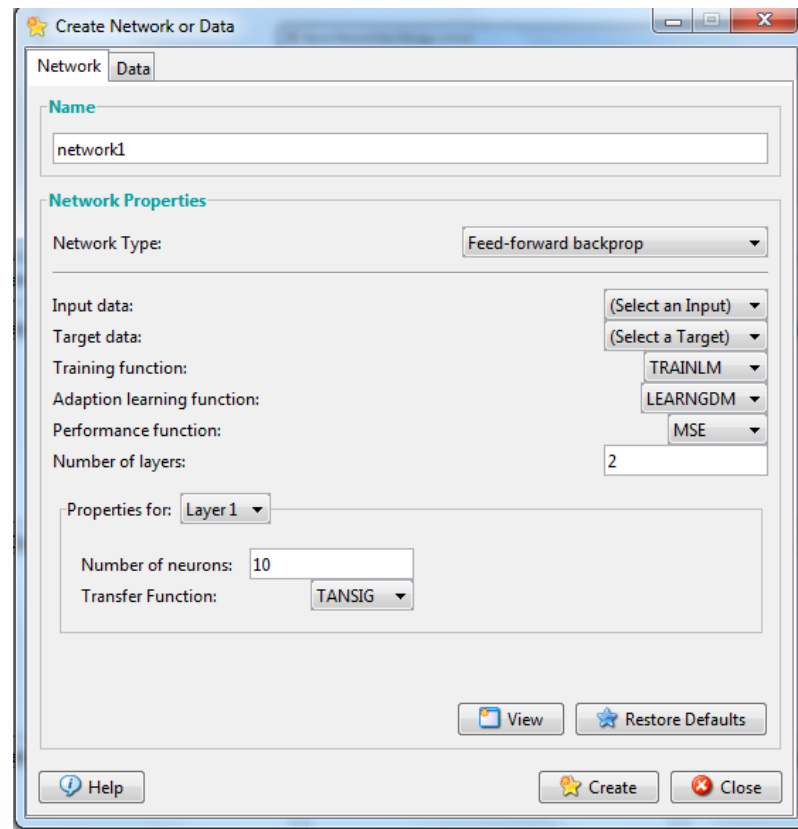 Create Network or Data
Network Data
Name
network1
Network Properties
Network Type: Feed-forward backprop
Input data: (Select an Input)
Target data: (Select a Target)
Training function: TRAINLM
Adaption learning function: LEARNGDM
Performance function: MSE
Number of layers: 2
Properties for: Layer 1
Number of neurons: 10
Transfer Function: TANSIG
View Restore Defaults
Help Create Close